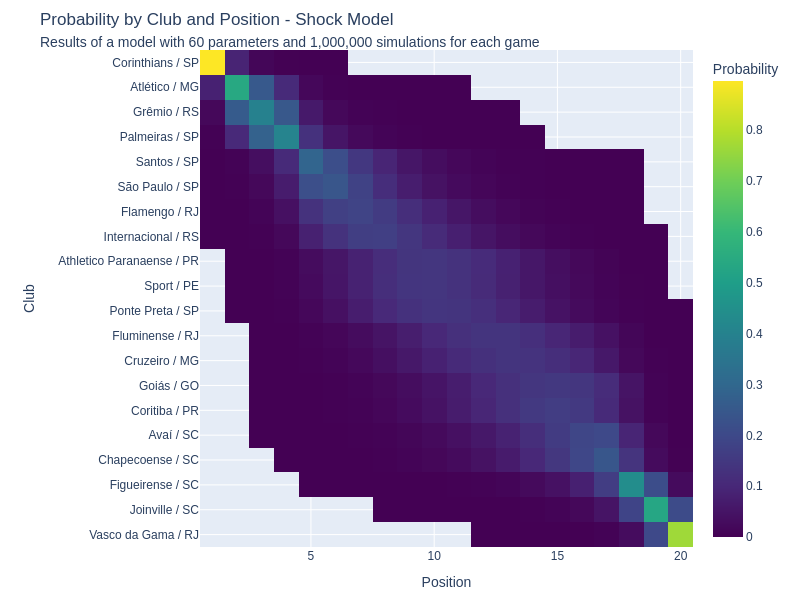 Probability by Club and Position - Shock Model
Results of a model with 60 parameters and 1,000,000 simulations for each game
Probability
Corinthians / SP
Atlético / MG
Grêmio / RS
Palmeiras / SP
Santos / SP
São Paulo / SP
Flamengo / RJ
Internacional / RS
Athletico Paranaense / PR
Sport / PE
Ponte Preta / SP
Fluminense / RJ
Cruzeiro / MG
Goiás / GO
Coritiba / PR
Avaí / SC
Chapecoense / SC
Figueirense / SC
Joinville / SC
Vasco da Gama / RJ
Club
5
10
15
20
Position
0.8
0.7
0.6
0.5
0.4
0.3
0.2
0.1
0